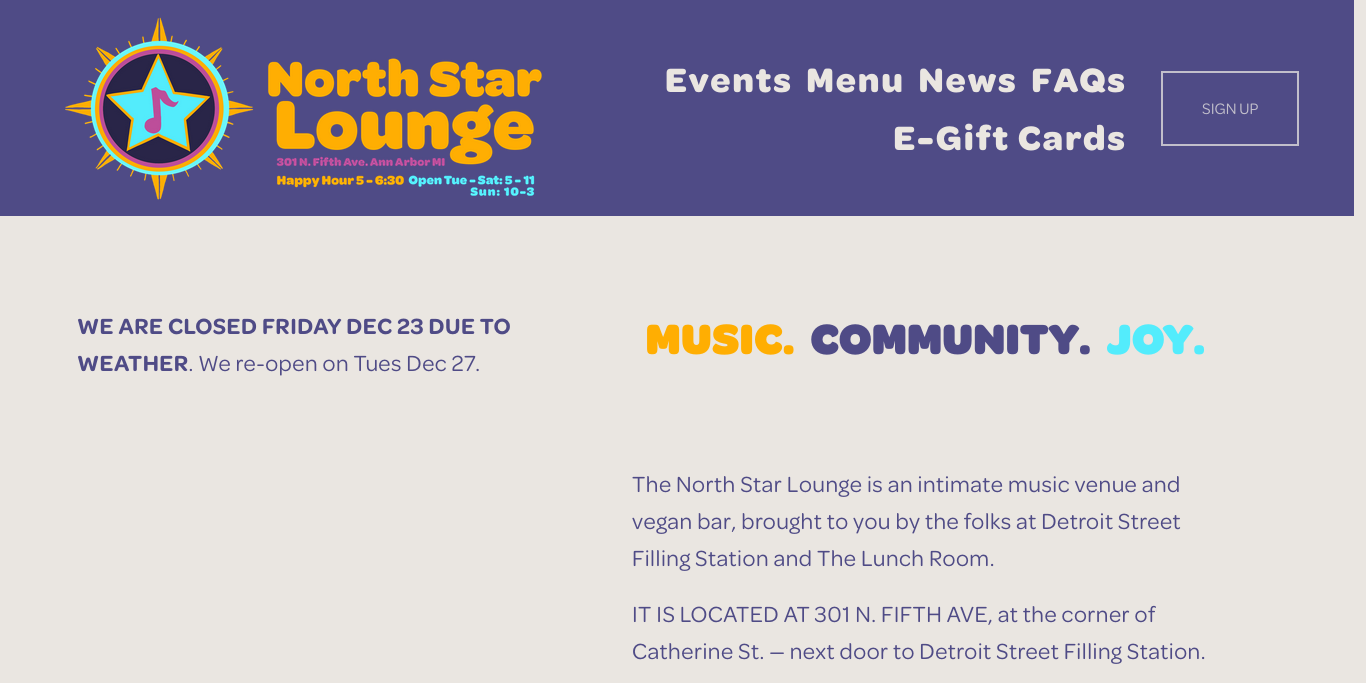 North Star
Lounge
301 N. Fifth Ave. Ann Arbor MI
Happy Hour 5 - 6:30 Open Tue - Sat: 5 - 11
Sun: 10-3
Events Menu News FAQs
E-Gift Cards
SIGN UP
WE ARE CLOSED FRIDAY DEC 23 DUE TO
WEATHER. We re-open on Tues Dec 27.
MUSIC. COMMUNITY. JOY.
The North Star Lounge is an intimate music venue and
vegan bar, brought to you by the folks at Detroit Street
Filling Station and The Lunch Room.
IT IS LOCATED AT 301 N. FIFTH AVE, at the corner of
Catherine St. — next door to Detroit Street Filling Station.